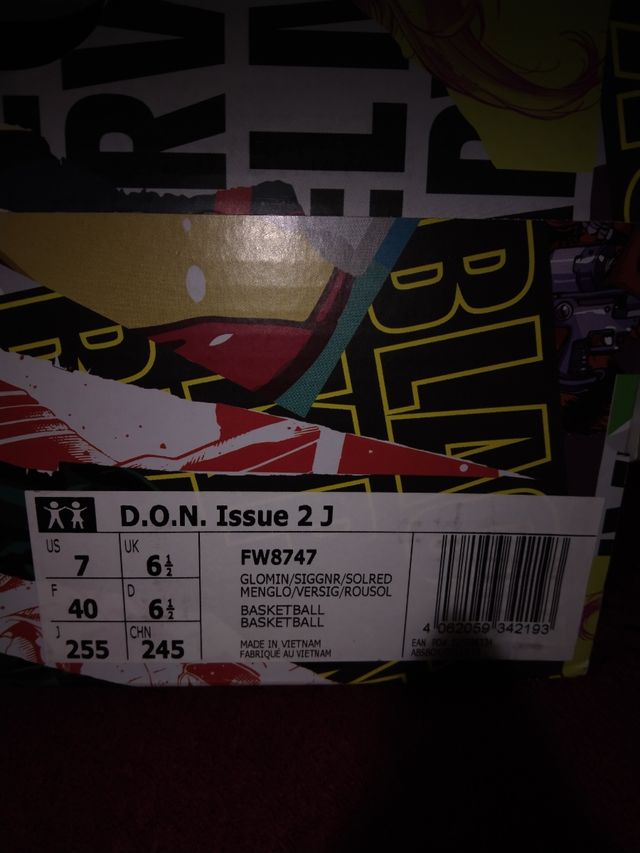 D.O.N. Issue 2 J
US 7 UK 6½
F 40 D 6½
J 255 CHN 245
FW8747
GLOMIN/SIGGNR/SOLRED
MENGLO/VERSIG/ROUSOL
BASKETBALL
BASKETBALL
MADE IN VIETNAM
FABRIQUÉ AU VIETNAM
4 062059 342193